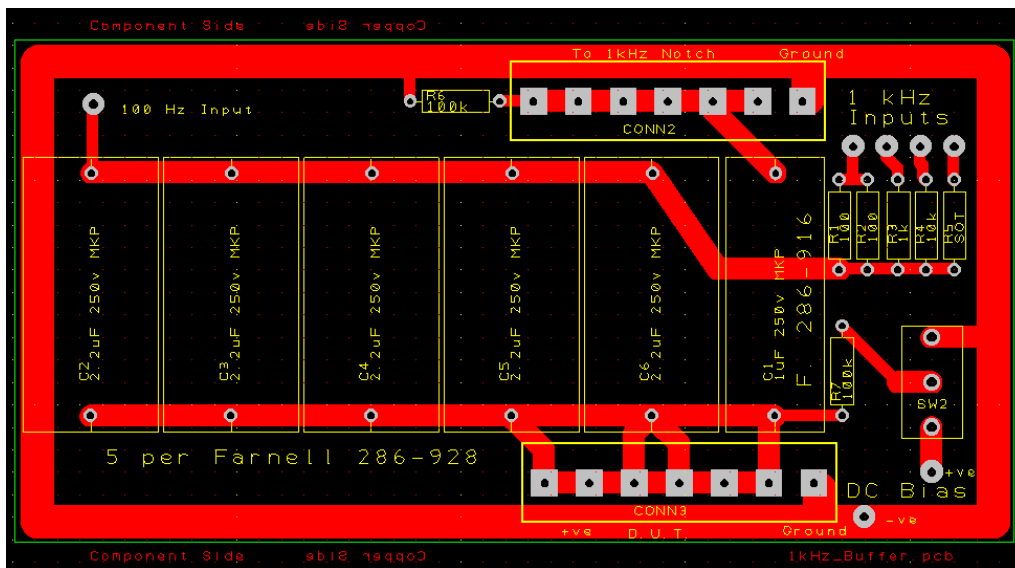 Component Side Copper Side
To 1kHz Notch Ground
R6
100k
100 Hz Input
CONN2
1 kHz
Inputs
R1
100
R2
100
R3
1k
R4
10k
R5
SOT
C2
2.2uF 250v MKP
C3
2.2uF 250v MKP
C4
2.2uF 250v MKP
C5
2.2uF 250v MKP
C6
2.2uF 250v MKP
C1
1uF 250v MKP
F. 286-916
R7
100k
SW2
5 per Farnell 286-928
+ve
DC Bias
CONN3
-ve
+ve D.U.T. Ground
Component Side Copper Side 1kHz_Buffer.pcb